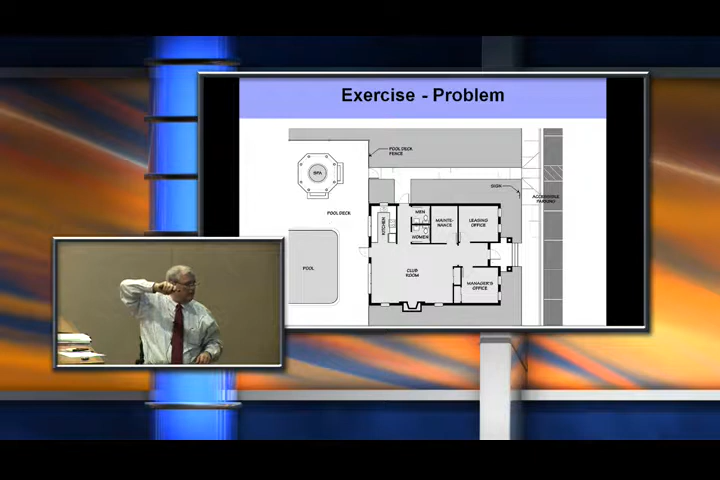 Exercise - Problem
POOL DECK
FENCE
SPA
SIGN
ACCESSIBLE
PARKING
POOL DECK
KITCHEN
MEN
WOMEN
MAINTE-
NANCE
LEASING
OFFICE
POOL
CLUB
ROOM
MANAGER'S
OFFICE